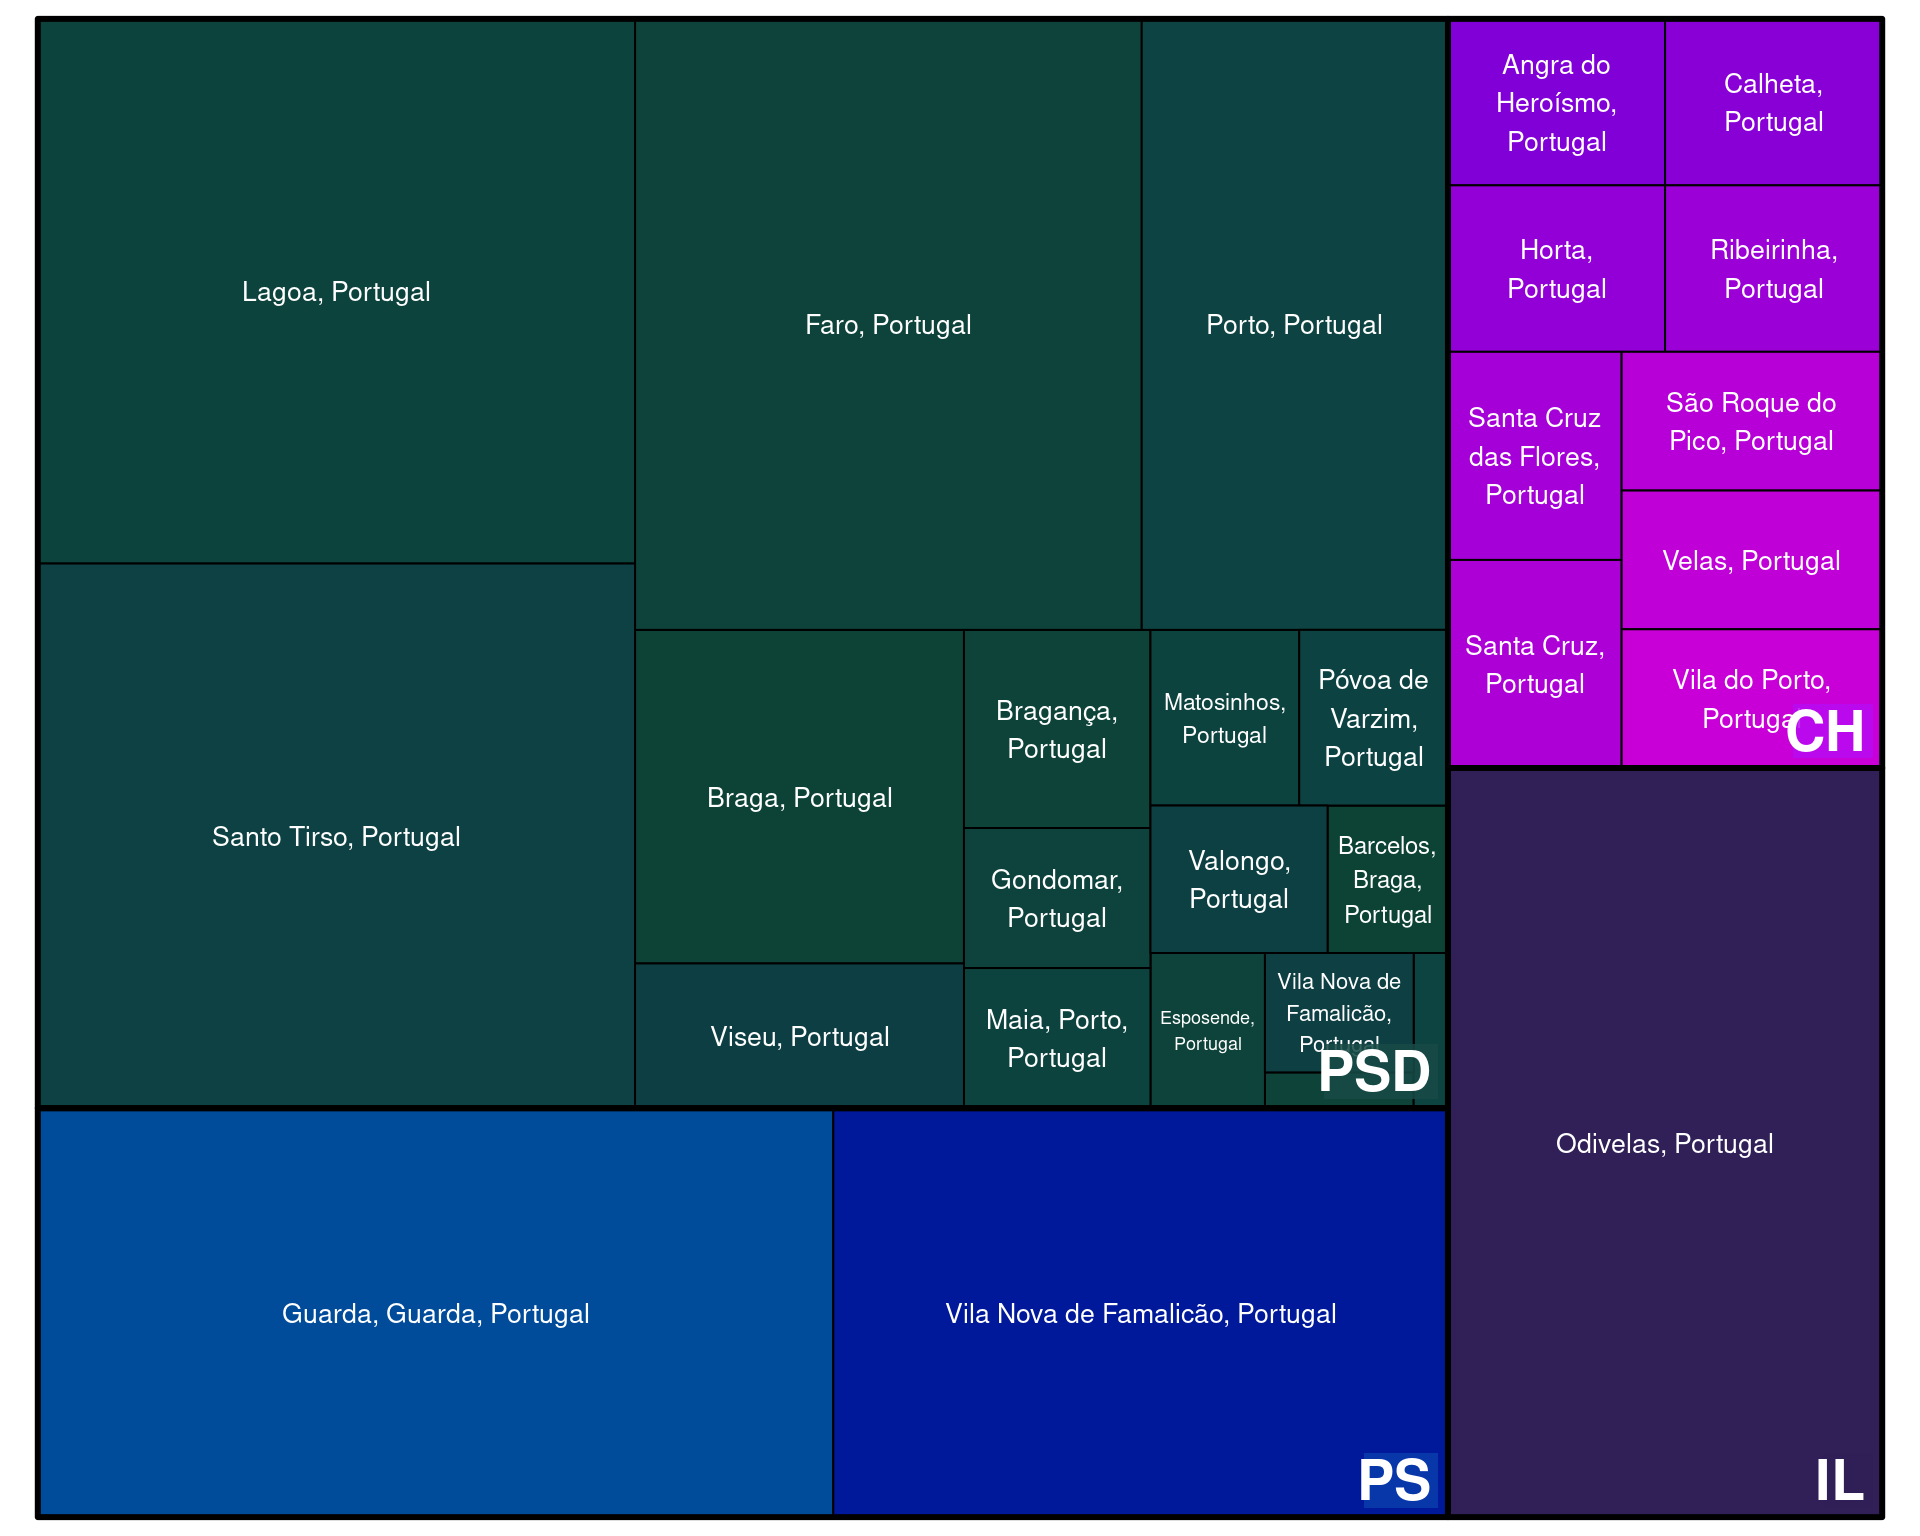 Lagoa, Portugal
Faro, Portugal
Porto, Portugal
Santo Tirso, Portugal
Braga, Portugal
Viseu, Portugal
Bragança,
Portugal
Gondomar,
Portugal
Maia, Porto,
Portugal
Matosinhos,
Portugal
Póvoa de
Varzim,
Portugal
Valongo,
Portugal
Barcelos,
Braga,
Portugal
Esposende,
Portugal
Vila Nova de
Famalicão,
Portugal
PSD
Guarda, Guarda, Portugal
Vila Nova de Famalicão, Portugal
PS
Angra do
Heroísmo,
Portugal
Calheta,
Portugal
Horta,
Portugal
Ribeirinha,
Portugal
Santa Cruz
das Flores,
Portugal
São Roque do
Pico, Portugal
Velas, Portugal
Santa Cruz,
Portugal
Vila do Porto,
Portugal
CH
Odivelas, Portugal
IL